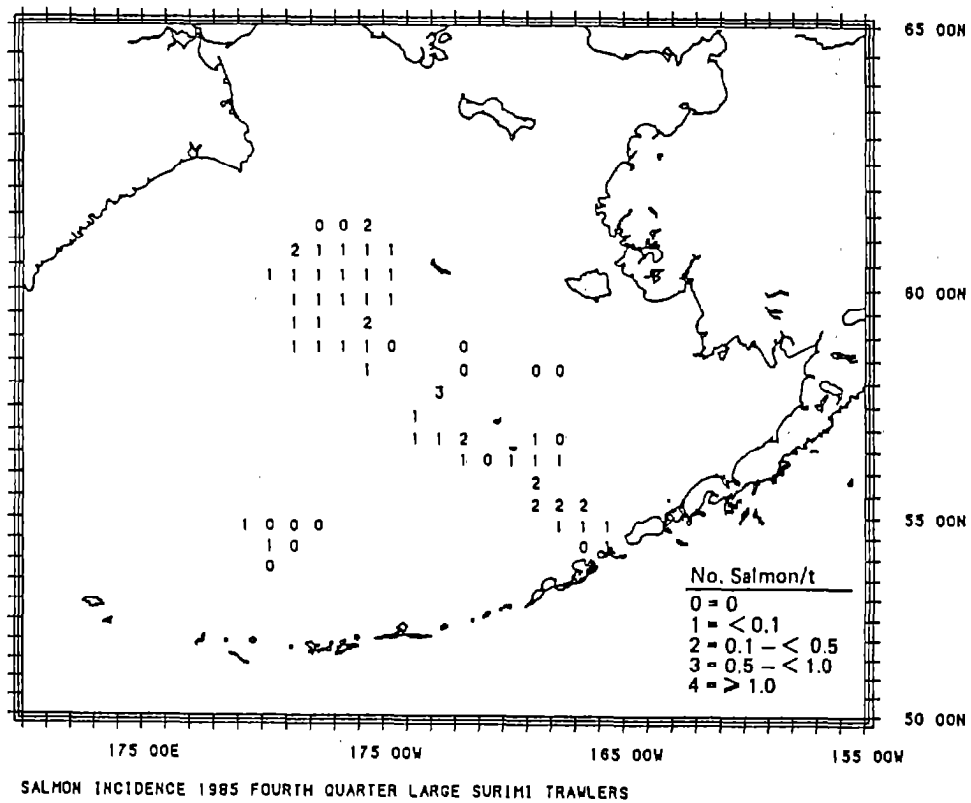 65 00N
0 0 2
2 1 1 1 1
1 1 1 1 1 1
60 00N
1 1 1 1 1
1 1 2
1 1 1 1 0 0
1 0 0 0
3
1
1 1 2 1 0
1 0 1 1 1
2
2 2 2
1 0 0 0 1 1 1 55 00N
1 0 0
0
No. Salmon/t
0 = 0
1 = < 0.1
2 = 0.1 - < 0.5
3 = 0.5 - < 1.0
4 = ⩾ 1.0
50 00N
175 00E 175 00W 165 00W 155 00W
SALMON INCIDENCE 1985 FOURTH QUARTER LARGE SURIMI TRAWLERS